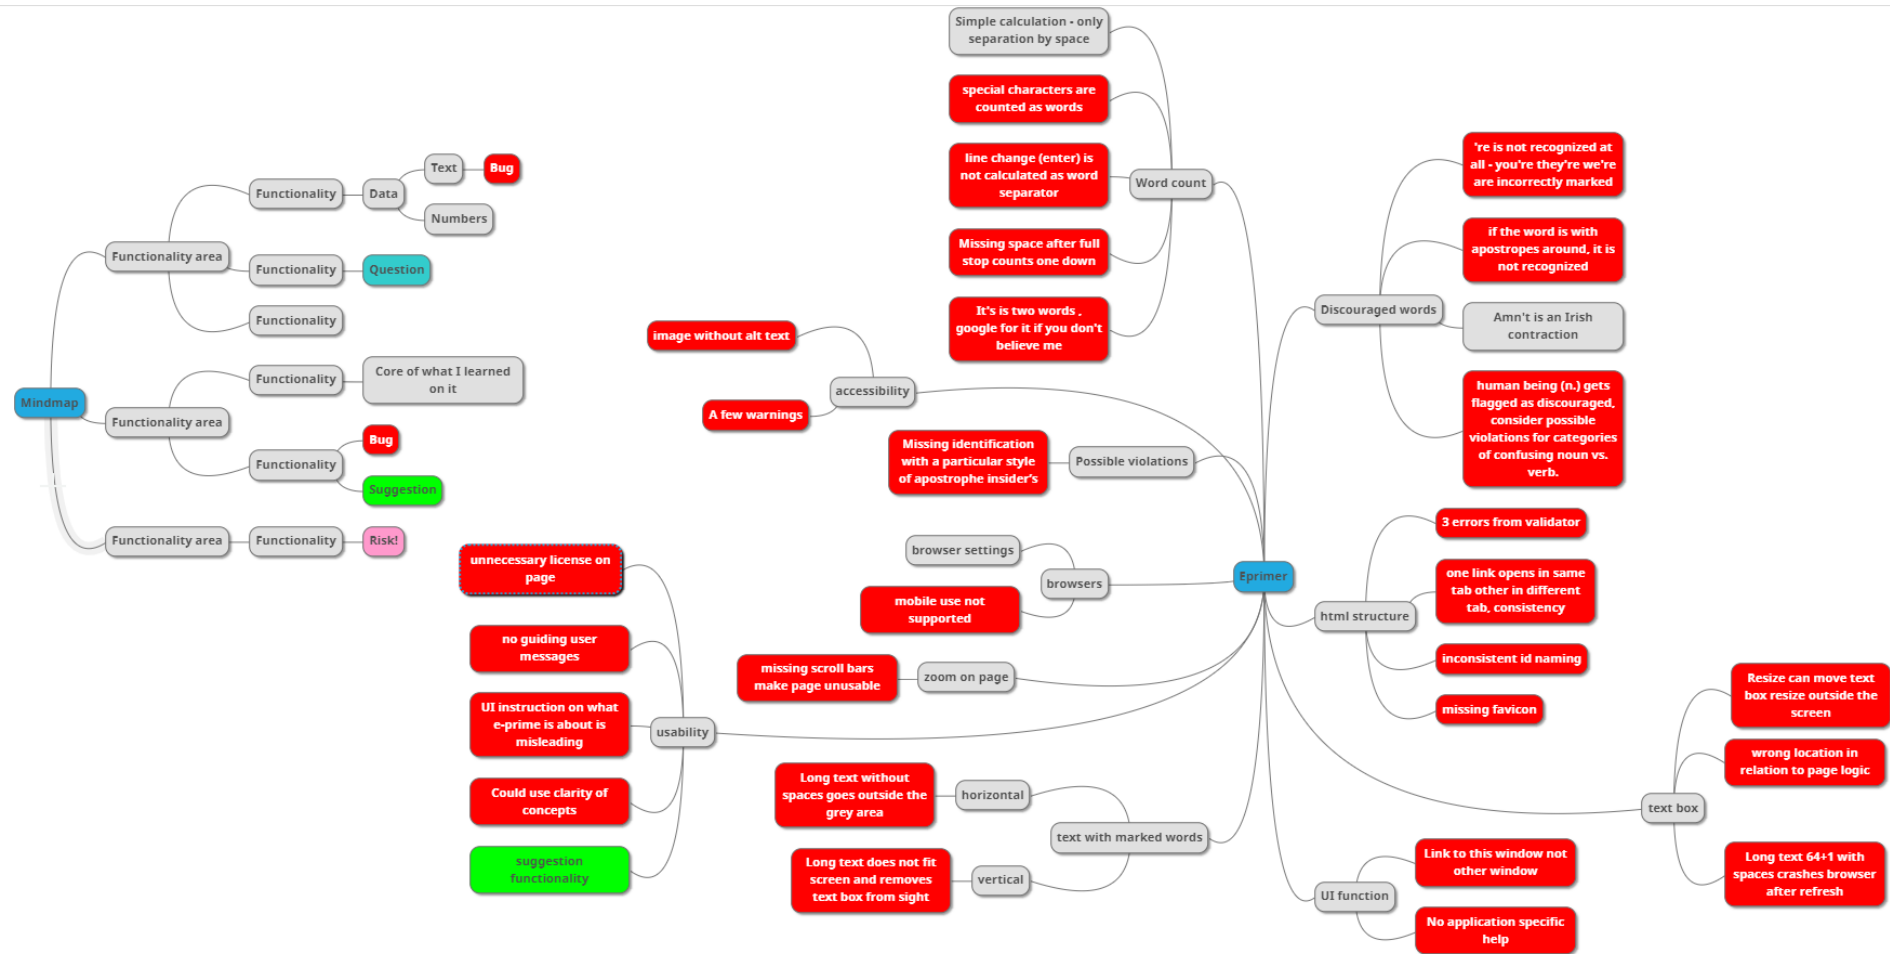 Mindmap
Functionality area
Functionality
Data
Text
Bug
Numbers
Functionality
Question
Functionality
Functionality area
Functionality
Core of what I learned
on it
Functionality
Bug
Suggestion
Functionality area
Functionality
Risk!
Eprimer
Word count
Simple calculation - only
separation by space
special characters are
counted as words
line change (enter) is
not calculated as word
separator
Missing space after full
stop counts one down
It's is two words ,
google for it if you don't
believe me
accessibility
image without alt text
A few warnings
Possible violations
Missing identification
with a particular style
of apostrophe insider's
browsers
browser settings
mobile use not
supported
zoom on page
missing scroll bars
make page unusable
usability
unnecessary license on
page
no guiding user
messages
UI instruction on what
e-prime is about is
misleading
Could use clarity of
concepts
suggestion
functionality
text with marked words
horizontal
Long text without
spaces goes outside the
grey area
vertical
Long text does not fit
screen and removes
text box from sight
Discouraged words
're is not recognized at
all - you're they're we're
are incorrectly marked
if the word is with
apostropes around, it is
not recognized
Amn't is an Irish
contraction
human being (n.) gets
flagged as discouraged,
consider possible
violations for categories
of confusing noun vs.
verb.
html structure
3 errors from validator
one link opens in same
tab other in different
tab, consistency
inconsistent id naming
missing favicon
text box
Resize can move text
box resize outside the
screen
wrong location in
relation to page logic
Long text 64+1 with
spaces crashes browser
after refresh
UI function
Link to this window not
other window
No application specific
help